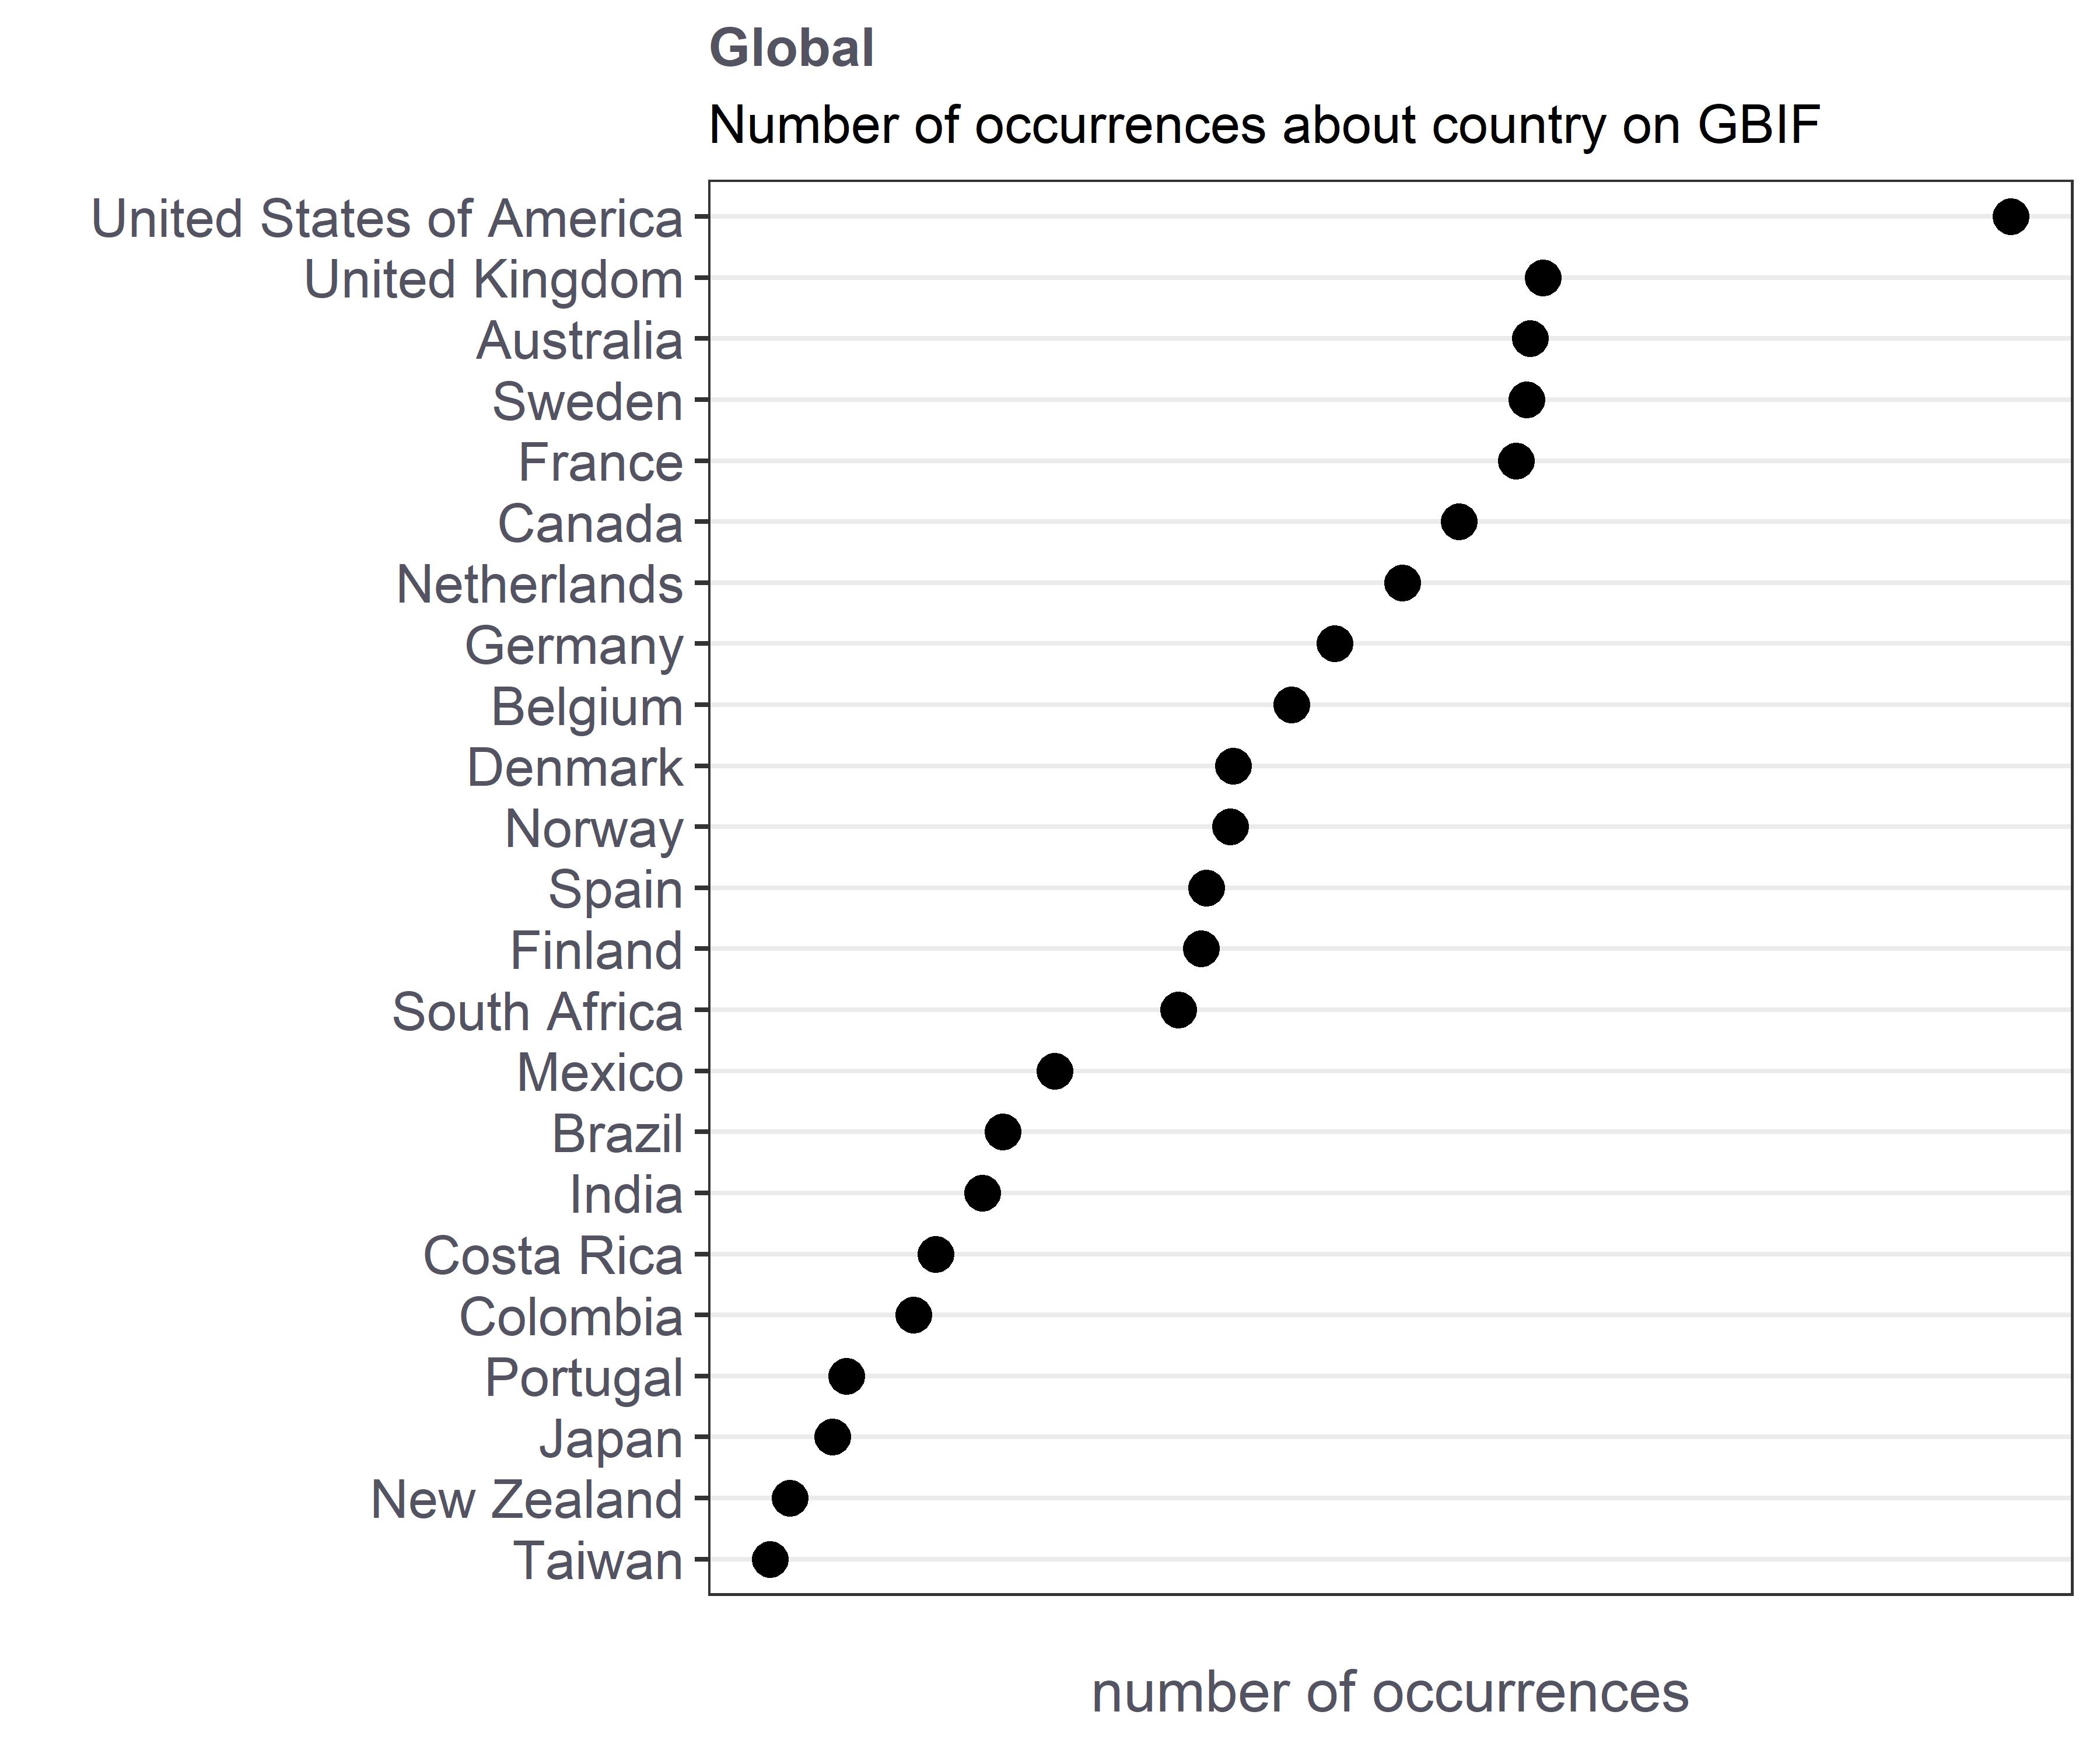 Global
Number of occurrences about country on GBIF
United States of America
United Kingdom
Australia
Sweden
France
Canada
Netherlands
Germany
Belgium
Denmark
Norway
Spain
Finland
South Africa
Mexico
Brazil
India
Costa Rica
Colombia
Portugal
Japan
New Zealand
Taiwan
number of occurrences